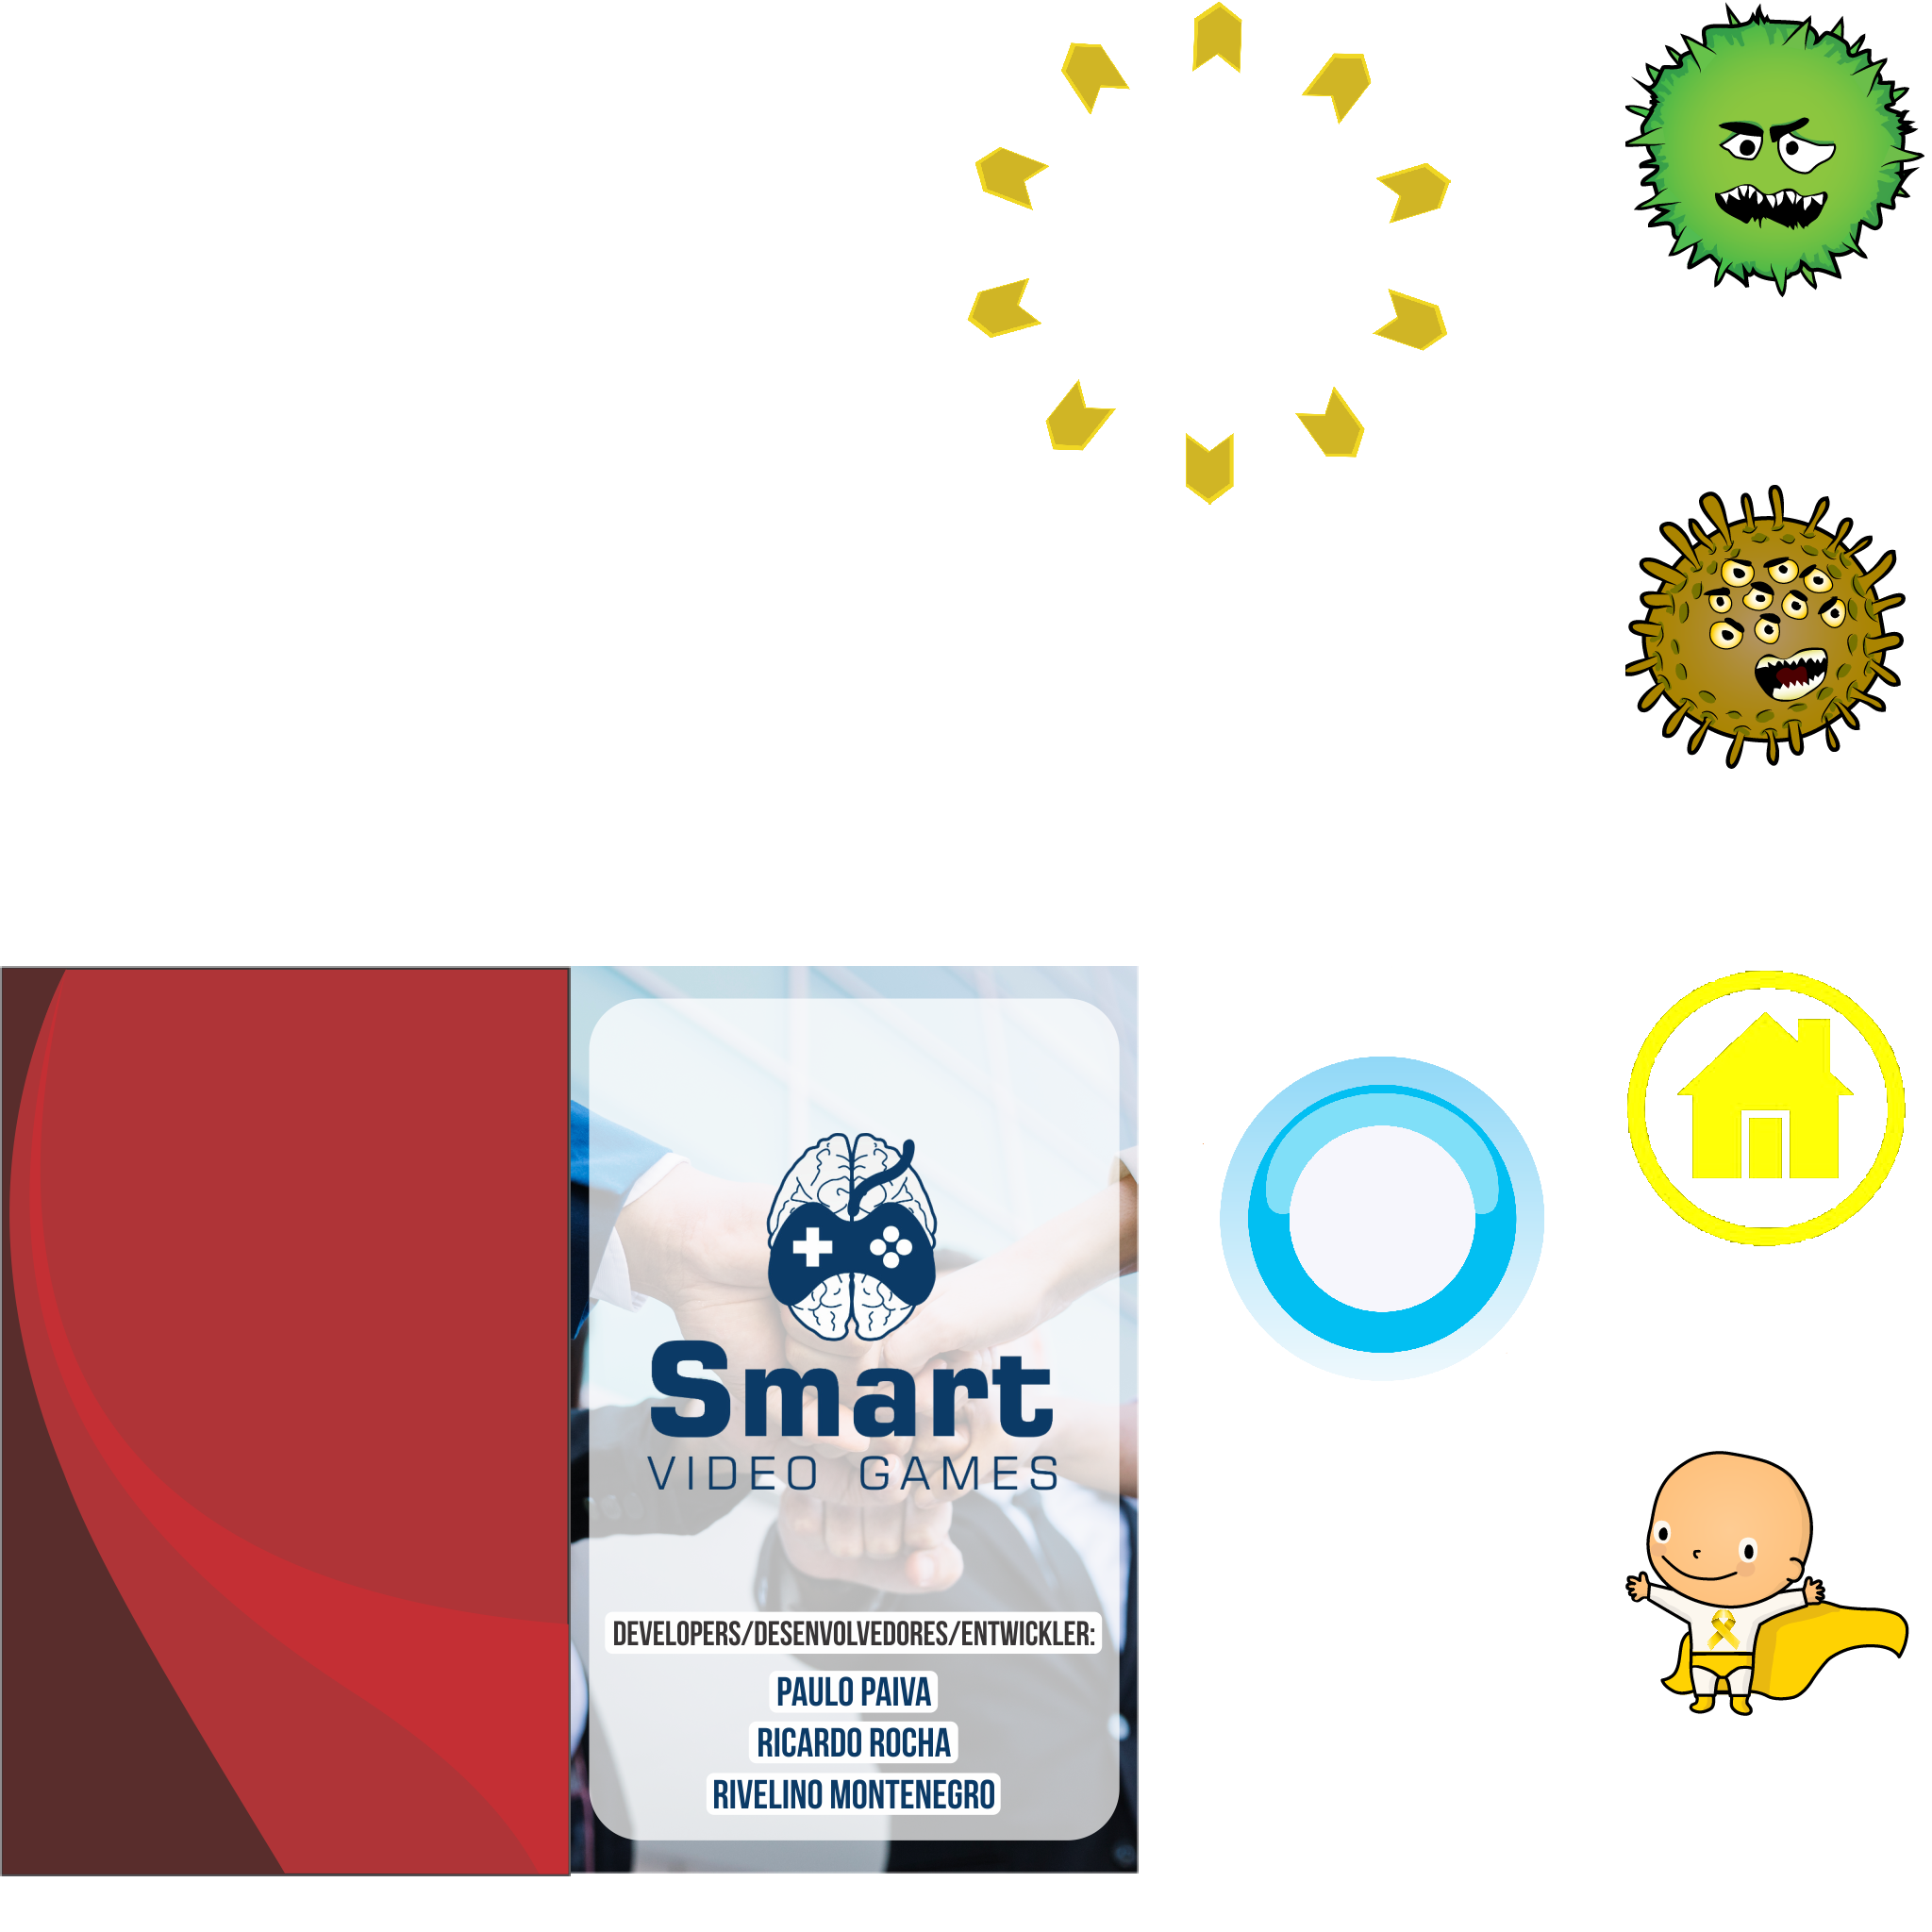 Smart
VIDEO GAMES
DEVELOPERS/DESENVOLVEDORES/ENTWICKLER:
PAULO PAIVA
RICARDO ROCHA
RIVELINO MONTENEGRO